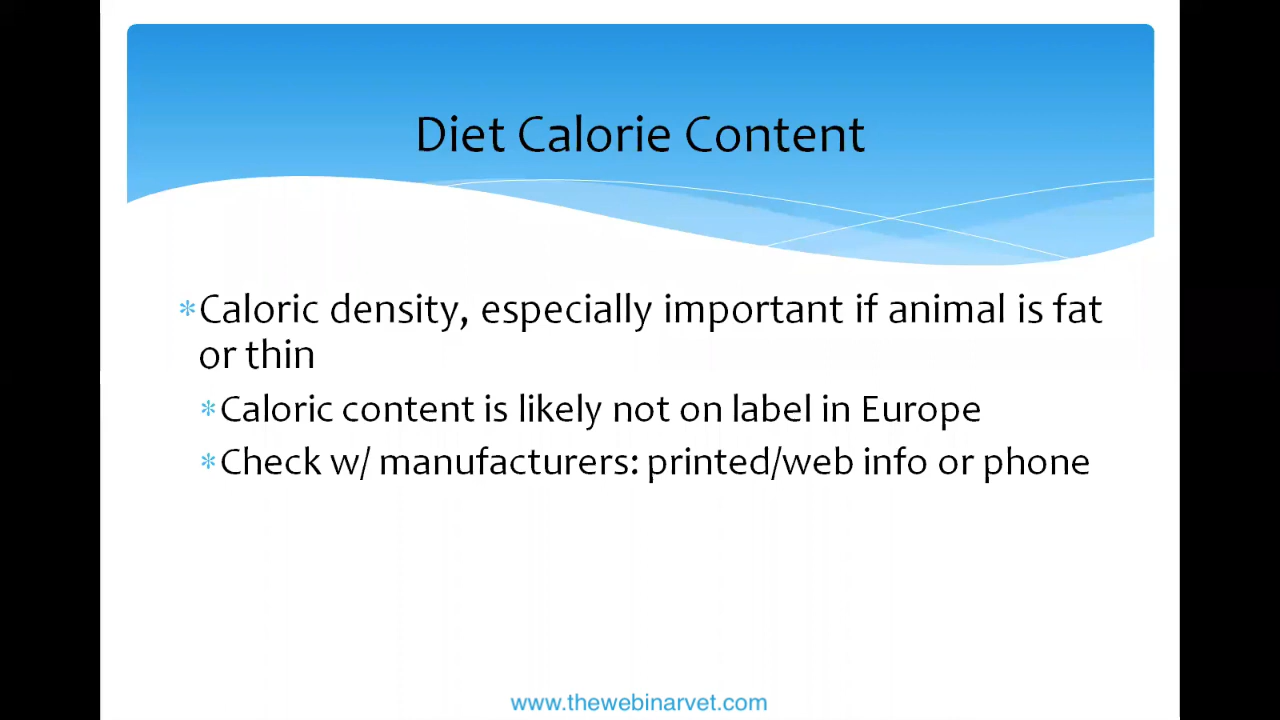 Diet Calorie Content
*Caloric density, especially important if animal is fat
or thin
*Caloric content is likely not on label in Europe
*Check w/ manufacturers: printed/web info or phone
www.thewebinarvet.com